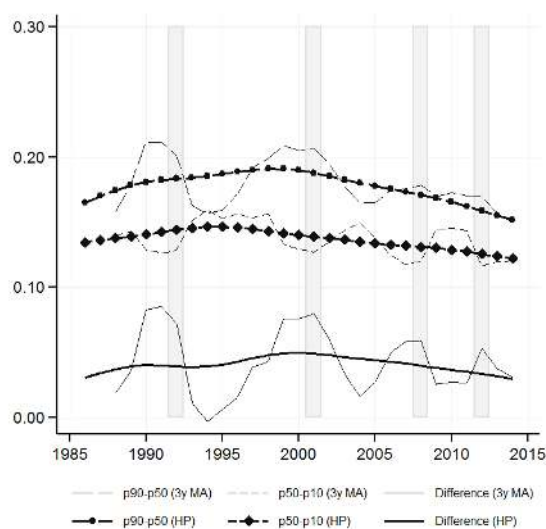 0.30
0.20
0.10
0.00
1985 1990 1995 2000 2005 2010 2015
p90-p50 (3y MA) p50-p10 (3y MA) Difference (3y MA)
p90-p50 (HP) p50-p10 (HP) Difference (HP)